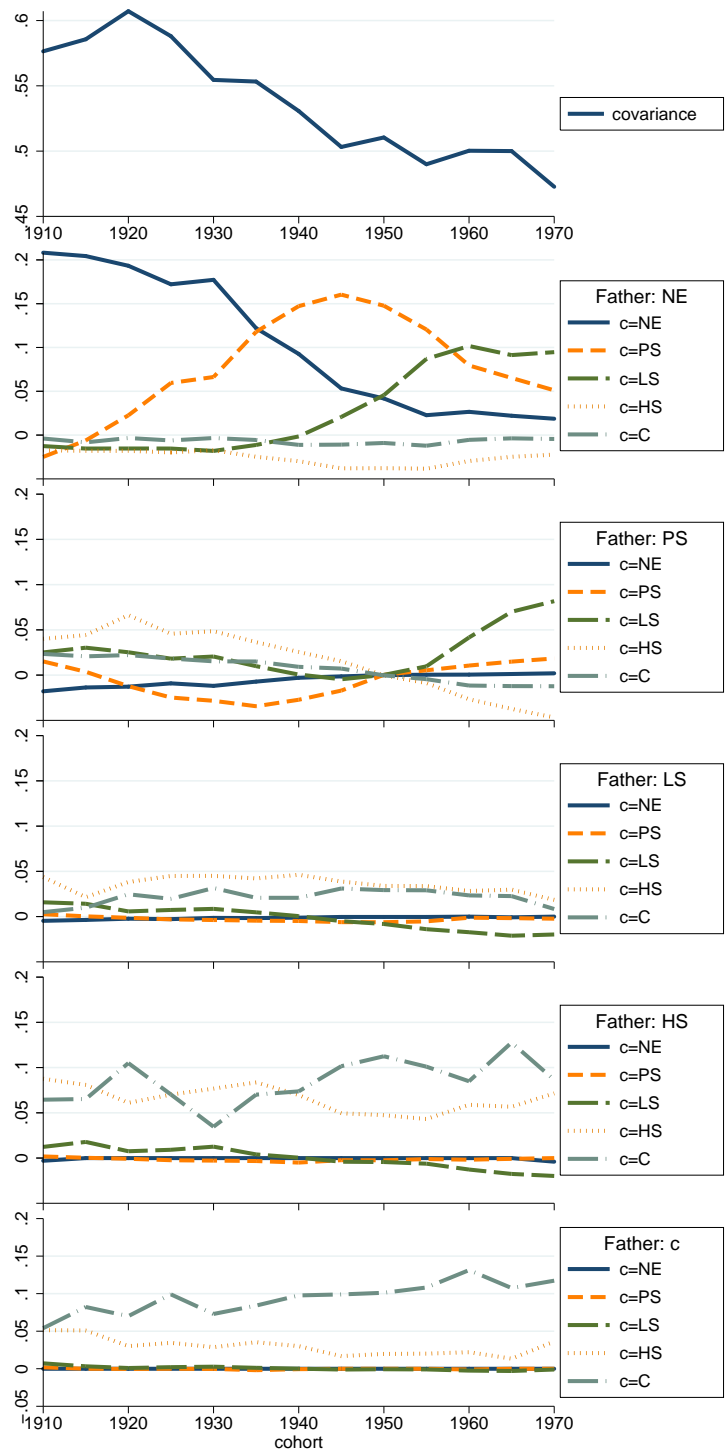 .6
.55
.5
.45
1910 1920 1930 1940 1950 1960 1970
covariance
.2
.15
.1
.05
0
Father: NE
c=NE
c=PS
c=LS
c=HS
c=C
.2
.15
.1
.05
0
Father: PS
c=NE
c=PS
c=LS
c=HS
c=C
.2
.15
.1
.05
0
Father: LS
c=NE
c=PS
c=LS
c=HS
c=C
.2
.15
.1
.05
0
Father: HS
c=NE
c=PS
c=LS
c=HS
c=C
.2
.15
.1
.05
0
.05
Father: c
c=NE
c=PS
c=LS
c=HS
c=C
1910 1920 1930 1940 1950 1960 1970
cohort